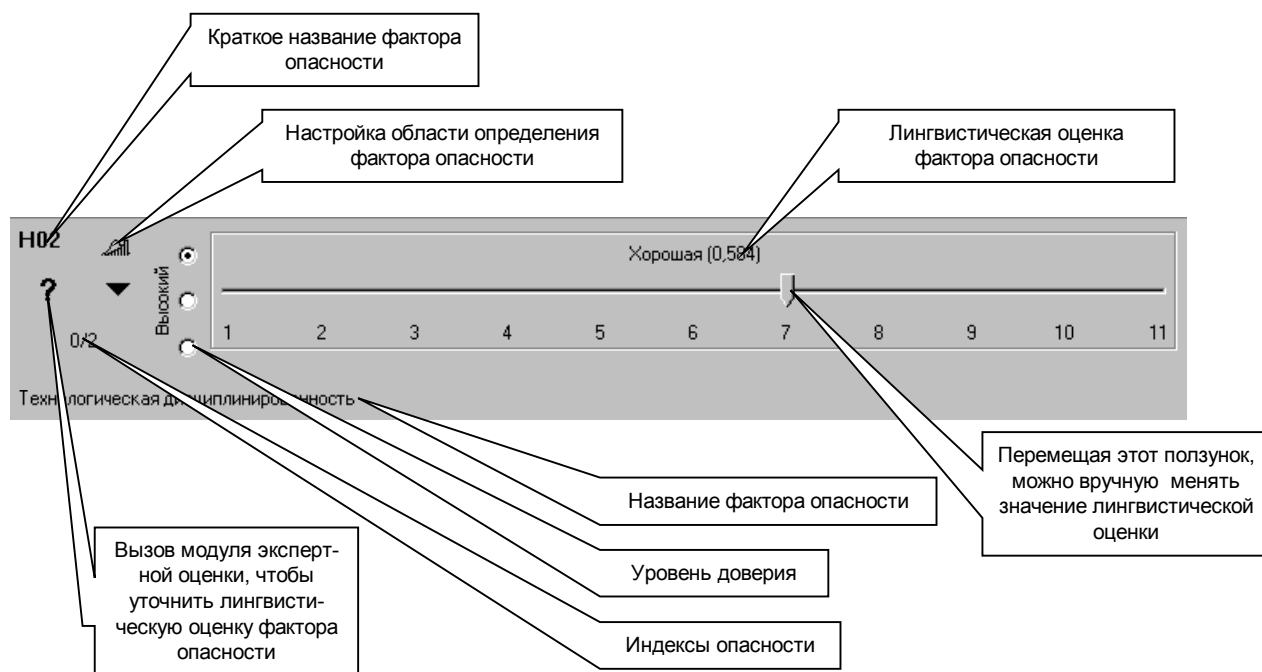 Краткое название фактора
опасности
Настройка области определения
фактора опасности
Лингвистическая оценка
фактора опасности
Н02
Хорошая (0,584)
?
Высокий
0/2
1 2 3 4 5 6 7 8 9 10 11
Технологическая дисциплинированность
Перемещая этот ползунок,
можно вручную менять
значение лингвистической
оценки
Название фактора опасности
Вызов модуля эксперт-
ной оценки, чтобы
уточнить лингвисти-
ческую оценку фактора
опасности
Уровень доверия
Индексы опасности